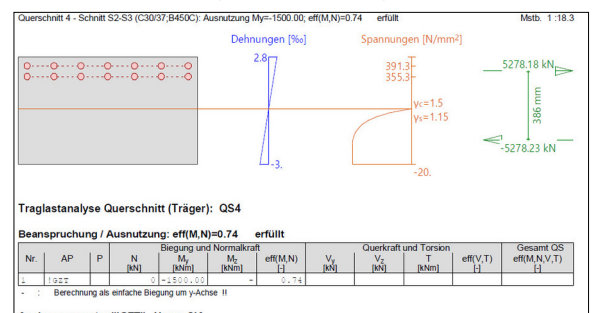 Querschnitt 4 - Schnitt S2-S3 (C30/37;B450C): Ausnutzung My=-1500.00; eff(M,N)=0.74 erfüllt Mstb. 1 :18.3
Dehnungen [‰] Spannungen [N/mm²]
2.8
391.3
355.3
5278.18 kN
γc=1.5
γs=1.15
386 mm
-5278.23 kN
-3.
-20.
Traglastanalyse Querschnitt (Träger): QS4
Beanspruchung / Ausnutzung: eff(M,N)=0.74 erfüllt
Biegung und Normalkraft Querkraft und Torsion Gesamt QS
Nr. AP P N My Mz eff(M,N) Vy Vz T eff(V,T) eff(M,N,V,T)
[kN] [kNm] [kNm] [-] [kN] [kN] [kNm] [-] [-]
1 !GZT 0 -1500.00 - 0.74
- : Berechnung als einfache Biegung um y-Achse !!